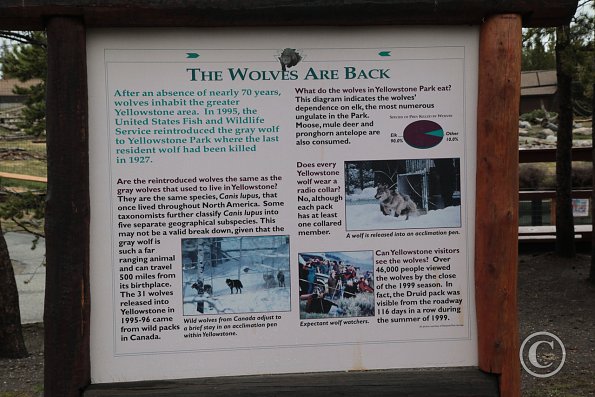 THE WOLVES ARE BACK
After an absence of nearly 70 years,
wolves inhabit the greater
Yellowstone area. In 1995, the
United States Fish and Wildlife
Service reintroduced the gray wolf
to Yellowstone Park where the last
resident wolf had been killed
in 1927.
Are the reintroduced wolves the same as the
gray wolves that used to live in Yellowstone?
They are the same species, Canis lupus, that
once lived throughout North America. Some
taxonomists further classify Canis lupus into
five separate geographical subspecies. This
may not be a valid break down, given that the
gray wolf is
such a far
ranging animal
and can travel
500 miles from
its birthplace.
The 31 wolves
released into
Yellowstone in
1995-96 came
from wild packs
in Canada.
Wild wolves from Canada adjust to
a brief stay in an acclimation pen
within Yellowstone.
What do the wolves in Yellowstone Park eat?
This diagram indicates the wolves'
dependence on elk, the most numerous
ungulate in the Park.
Moose, mule deer and
pronghorn antelope are
also consumed.
SPECIES OF PREY KILLED BY WOLVES
Elk
90.0%
Other
10.0%
Does every
Yellowstone
wolf wear a
radio collar?
No, although
each pack
has at least
one collared
member.
A wolf is released into an acclimation pen.
Can Yellowstone visitors
see the wolves? Over
46,000 people viewed
the wolves by the close
of the 1999 season. In
fact, the Druid pack was
visible from the roadway
116 days in a row during
the summer of 1999.
Expectant wolf watchers.
©